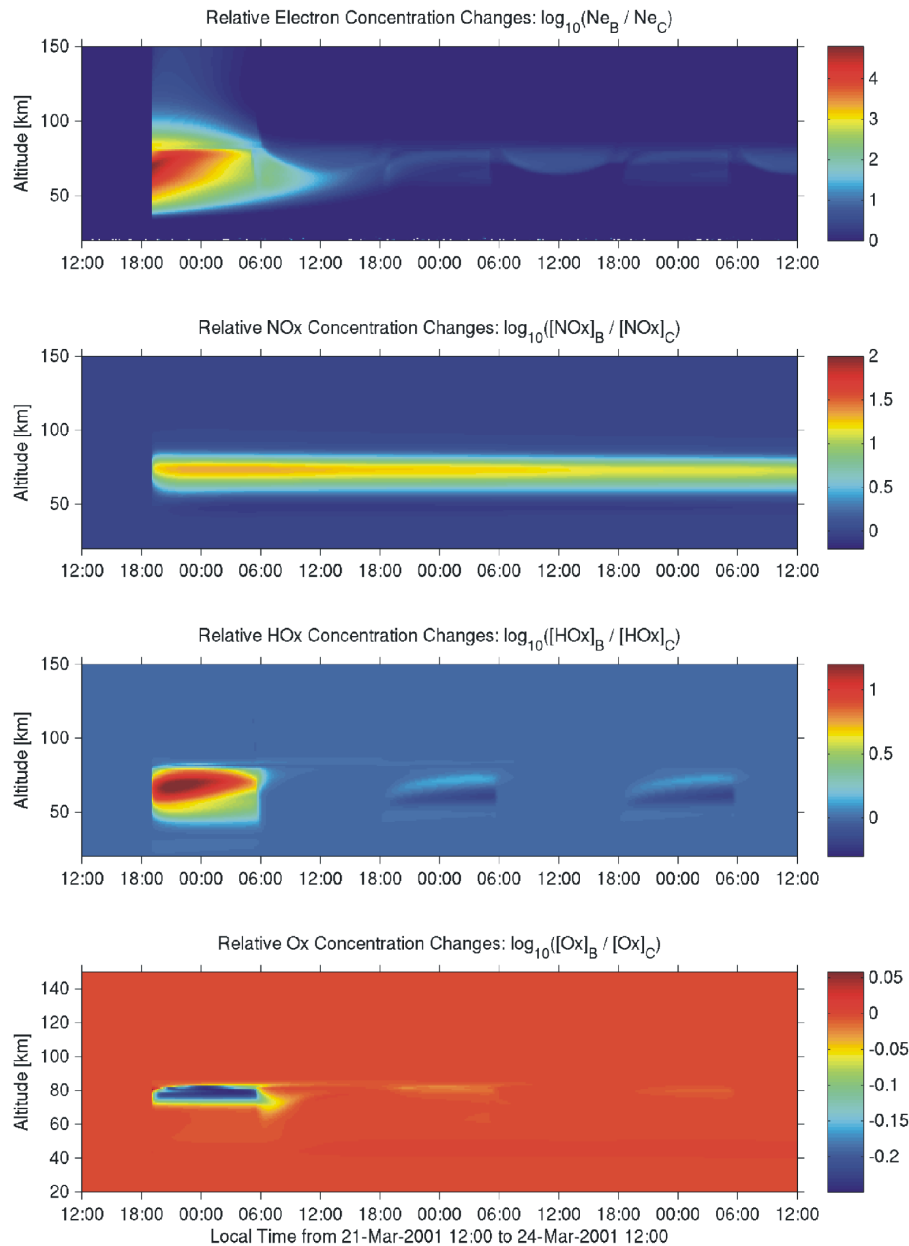 Relative Electron Concentration Changes: log10(NeB / NeC)
150
100
50
Altitude [km]
4
3
2
1
0
12:00 18:00 00:00 06:00 12:00 18:00 00:00 06:00 12:00 18:00 00:00 06:00 12:00
Relative NOx Concentration Changes: log10([NOx]B / [NOx]C)
150
100
50
Altitude [km]
2
1.5
1
0.5
0
12:00 18:00 00:00 06:00 12:00 18:00 00:00 06:00 12:00 18:00 00:00 06:00 12:00
Relative HOx Concentration Changes: log10([HOx]B / [HOx]C)
150
100
50
Altitude [km]
1
0.5
0
12:00 18:00 00:00 06:00 12:00 18:00 00:00 06:00 12:00 18:00 00:00 06:00 12:00
Relative Ox Concentration Changes: log10([Ox]B / [Ox]C)
140
120
100
80
60
40
20
Altitude [km]
0.05
0
-0.05
-0.1
-0.15
-0.2
12:00 18:00 00:00 06:00 12:00 18:00 00:00 06:00 12:00 18:00 00:00 06:00 12:00
Local Time from 21-Mar-2001 12:00 to 24-Mar-2001 12:00